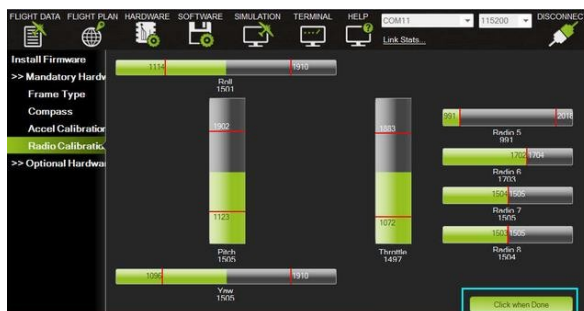 FLIGHT DATA FLIGHT PLAN HARDWARE SOFTWARE SIMULATION TERMINAL HELP COM11 115200 DISCONNEC
Link Stats...
Install Firmware
>> Mandatory Hardw
Frame Type
Compass
Accel Calibration
Radio Calibratic
>> Optional Hardwa
1114 1910
Roll
1501
1902
1123
Pitch
1505
1883
1072
Throttle
1497
1099 1910
Yaw
1505
991 2016
Radio 5
991
1702 1704
Radio 6
1703
1504 1505
Radio 7
1505
1503 1505
Radio 8
1504
Click when Done